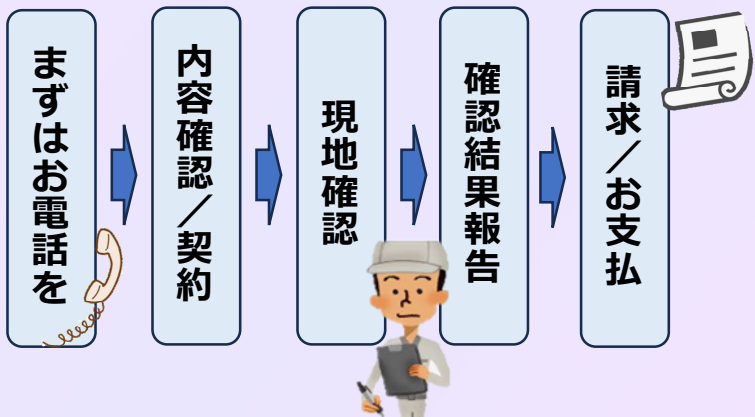 まずはお電話を
内容確認／契約
現地確認
確認結果報告
請求／お支払